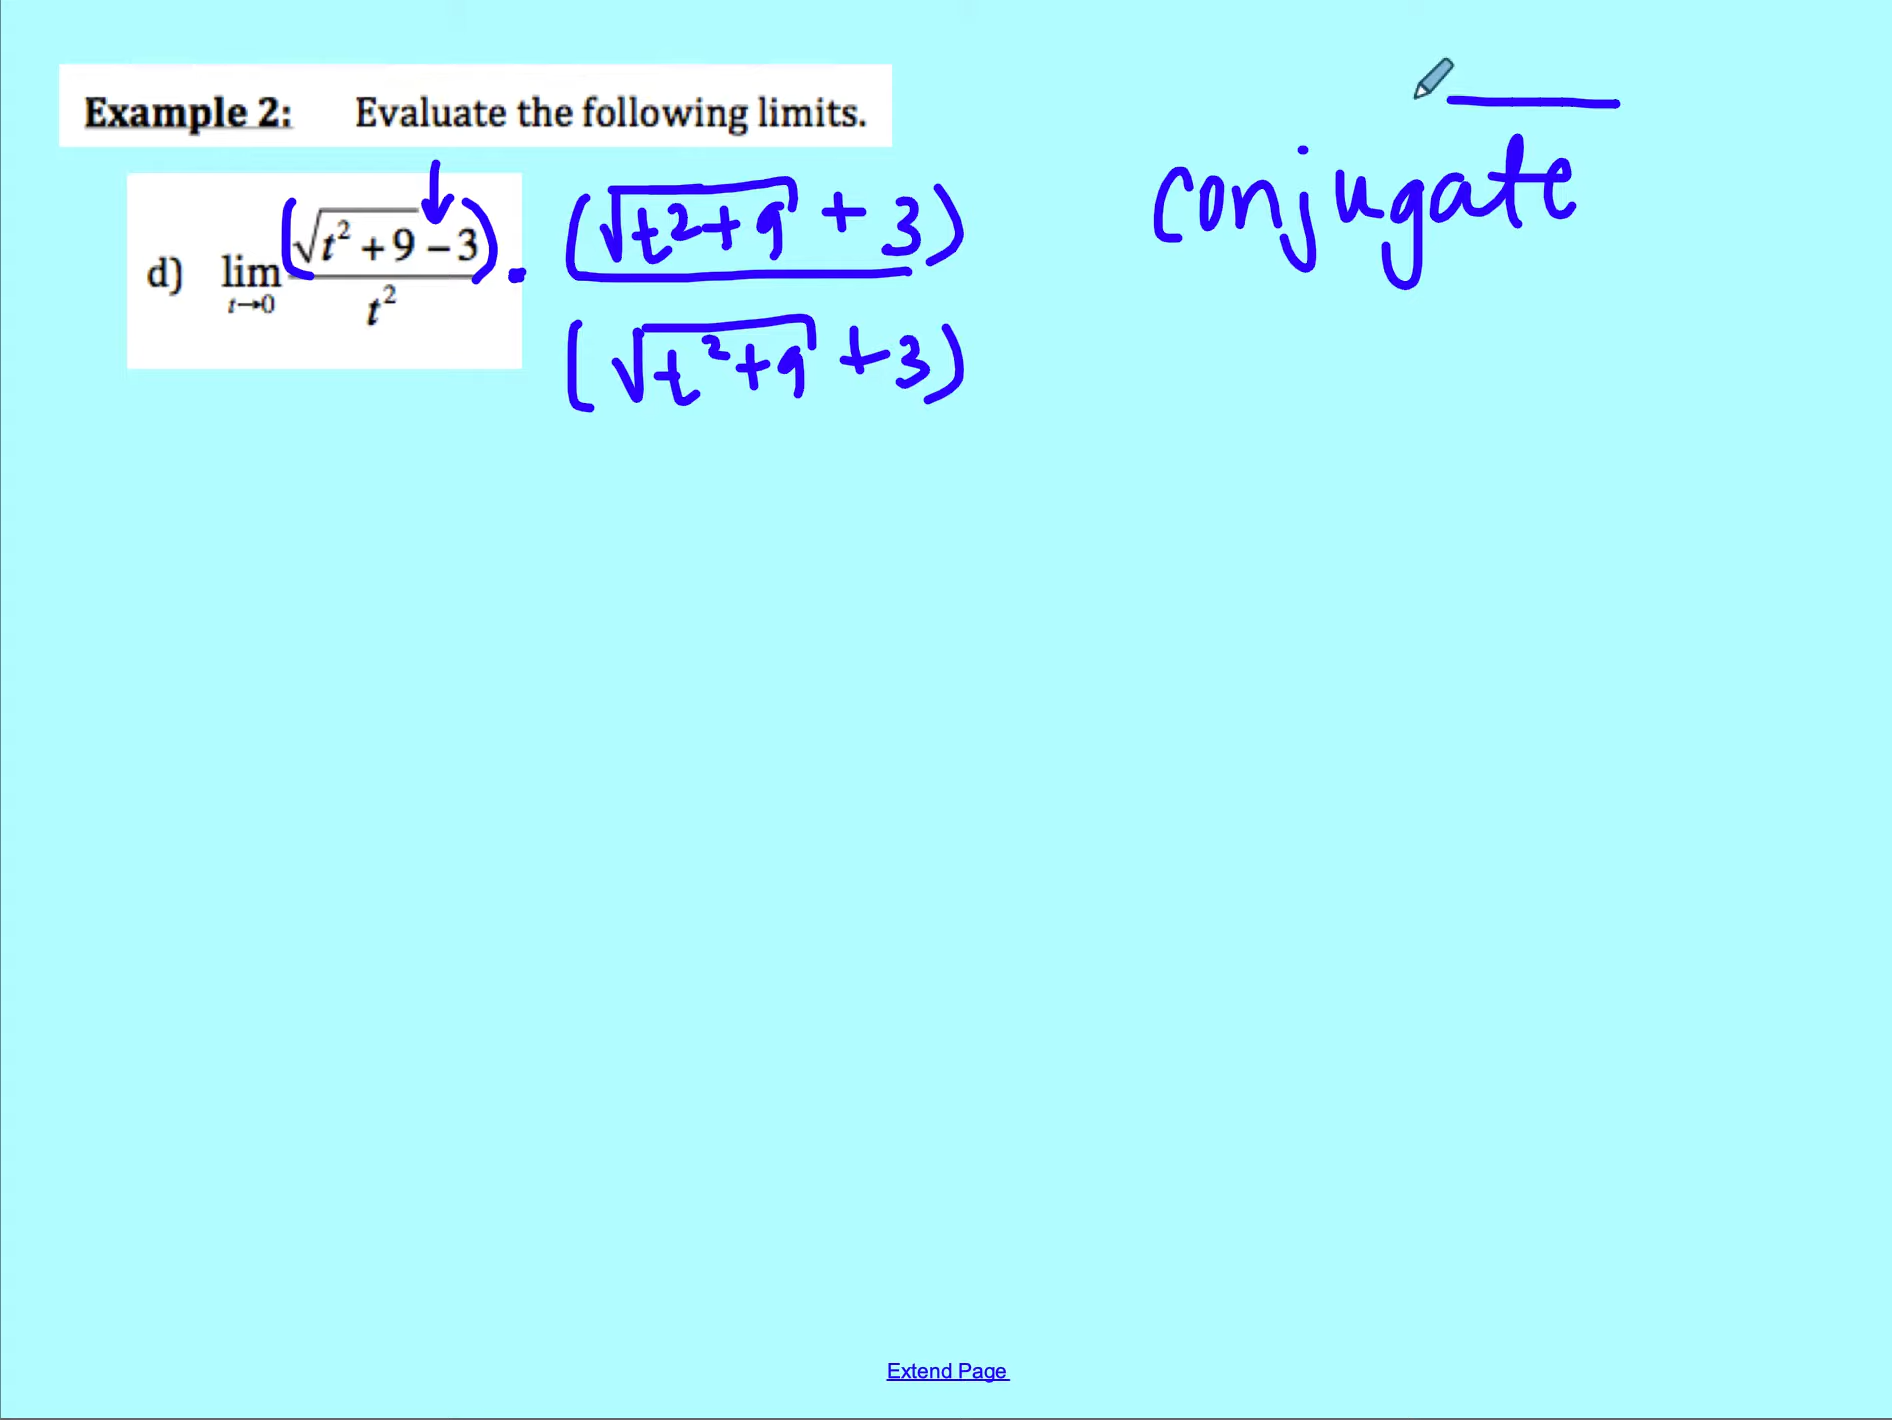 Example 2: Evaluate the following limits.
conjugate
d) lim t→0 (√(t² + 9) − 3) / t² · (√(t²+9) + 3) / (√(t²+9) + 3)
Extend Page